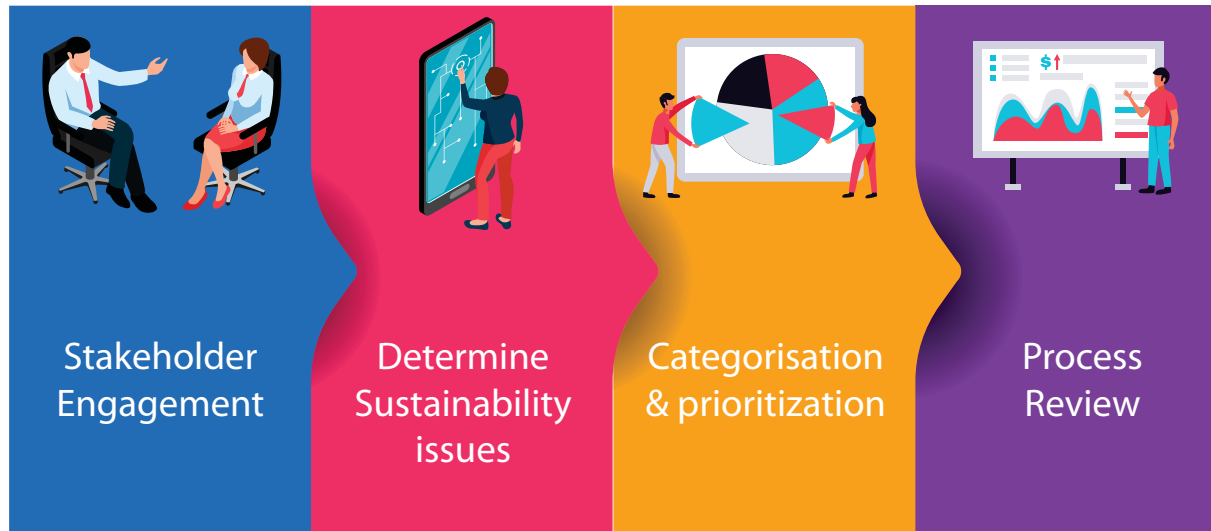 $
Stakeholder
Engagement
Determine
Sustainability
issues
Categorisation
& prioritization
Process
Review